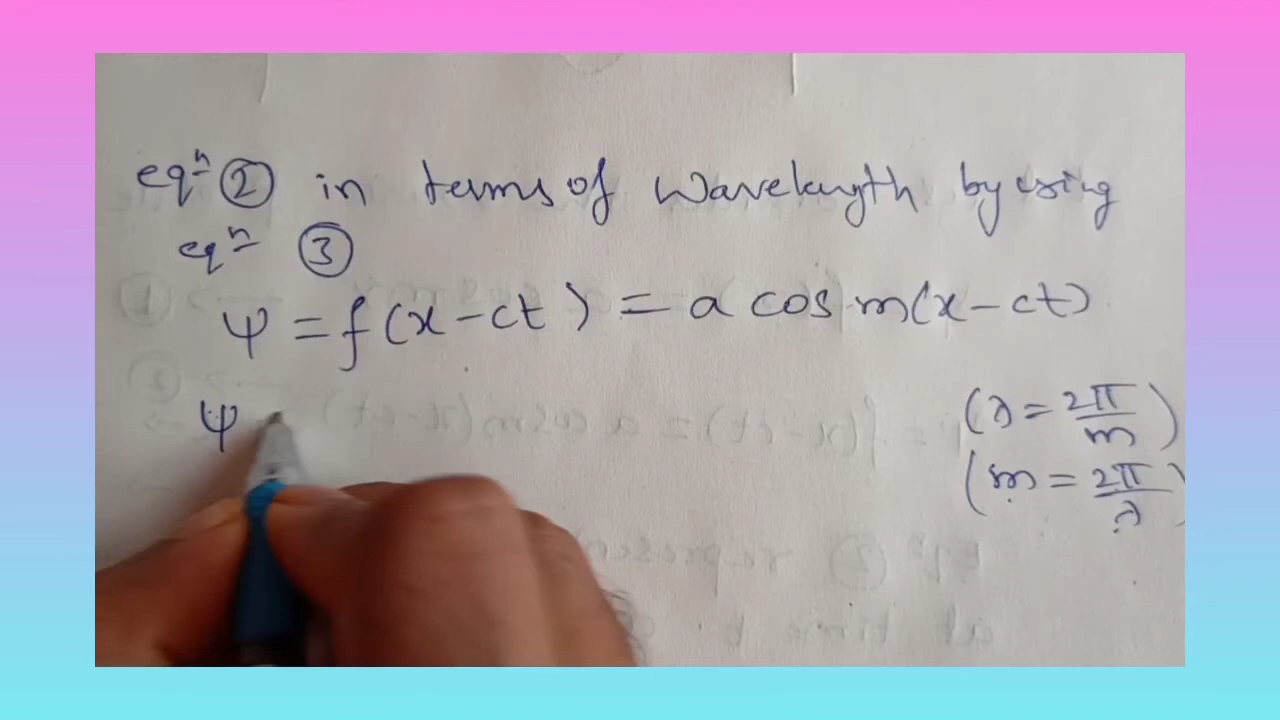 eqⁿ ② in terms of wavelength by using
eqⁿ ③
ψ = f(x-ct) = a cos m(x-ct)
ψ
(λ = 2π/m)
(m = 2π/λ)